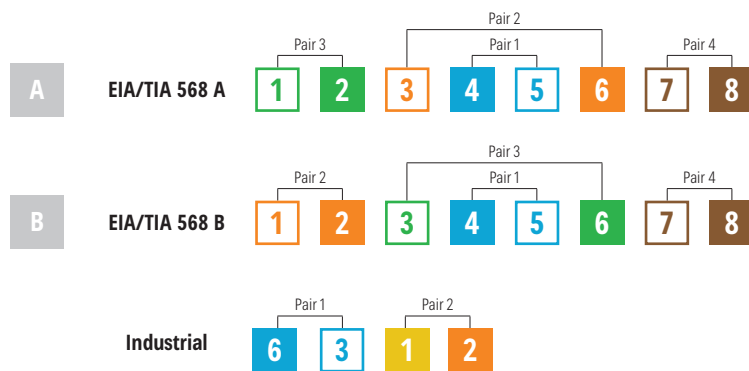 Pair 2
Pair 3 Pair 1 Pair 4
A EIA/TIA 568 A 1 2 3 4 5 6 7 8
Pair 3
Pair 2 Pair 1 Pair 4
B EIA/TIA 568 B 1 2 3 4 5 6 7 8
Pair 1 Pair 2
Industrial 6 3 1 2